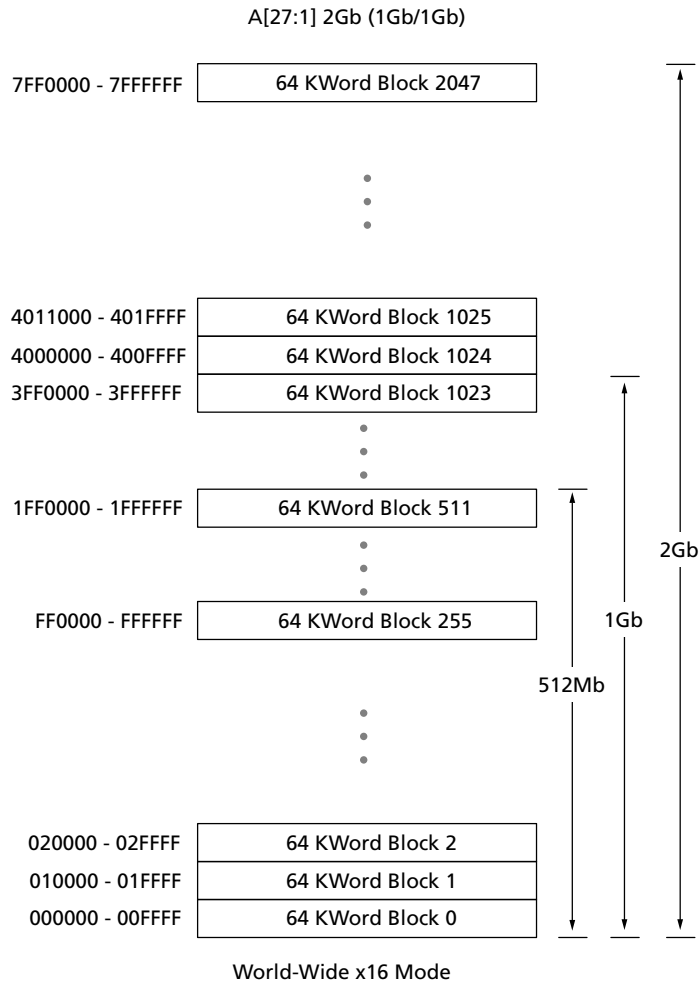 A[27:1] 2Gb (1Gb/1Gb)
7FF0000 - 7FFFFFF 64 KWord Block 2047
4011000 - 401FFFF 64 KWord Block 1025
4000000 - 400FFFF 64 KWord Block 1024
3FF0000 - 3FFFFFF 64 KWord Block 1023
1FF0000 - 1FFFFFF 64 KWord Block 511
2Gb
FF0000 - FFFFFF 64 KWord Block 255
1Gb
512Mb
020000 - 02FFFF 64 KWord Block 2
010000 - 01FFFF 64 KWord Block 1
000000 - 00FFFF 64 KWord Block 0
World-Wide x16 Mode